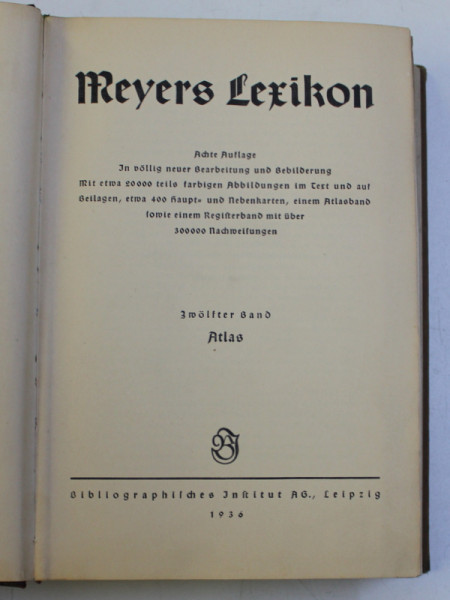 Meyers Lexikon
Achte Auflage
In völlig neuer Bearbeitung und Bebilderung
Mit etwa 20000 teils farbigen Abbildungen im Text und auf
Beilagen, etwa 400 Haupt- und Nebenkarten, einem Atlasband
sowie einem Registerband mit über
300000 Nachweisungen
Zwölfter Band
Atlas
BI
Bibliographisches Institut AG., Leipzig
1936